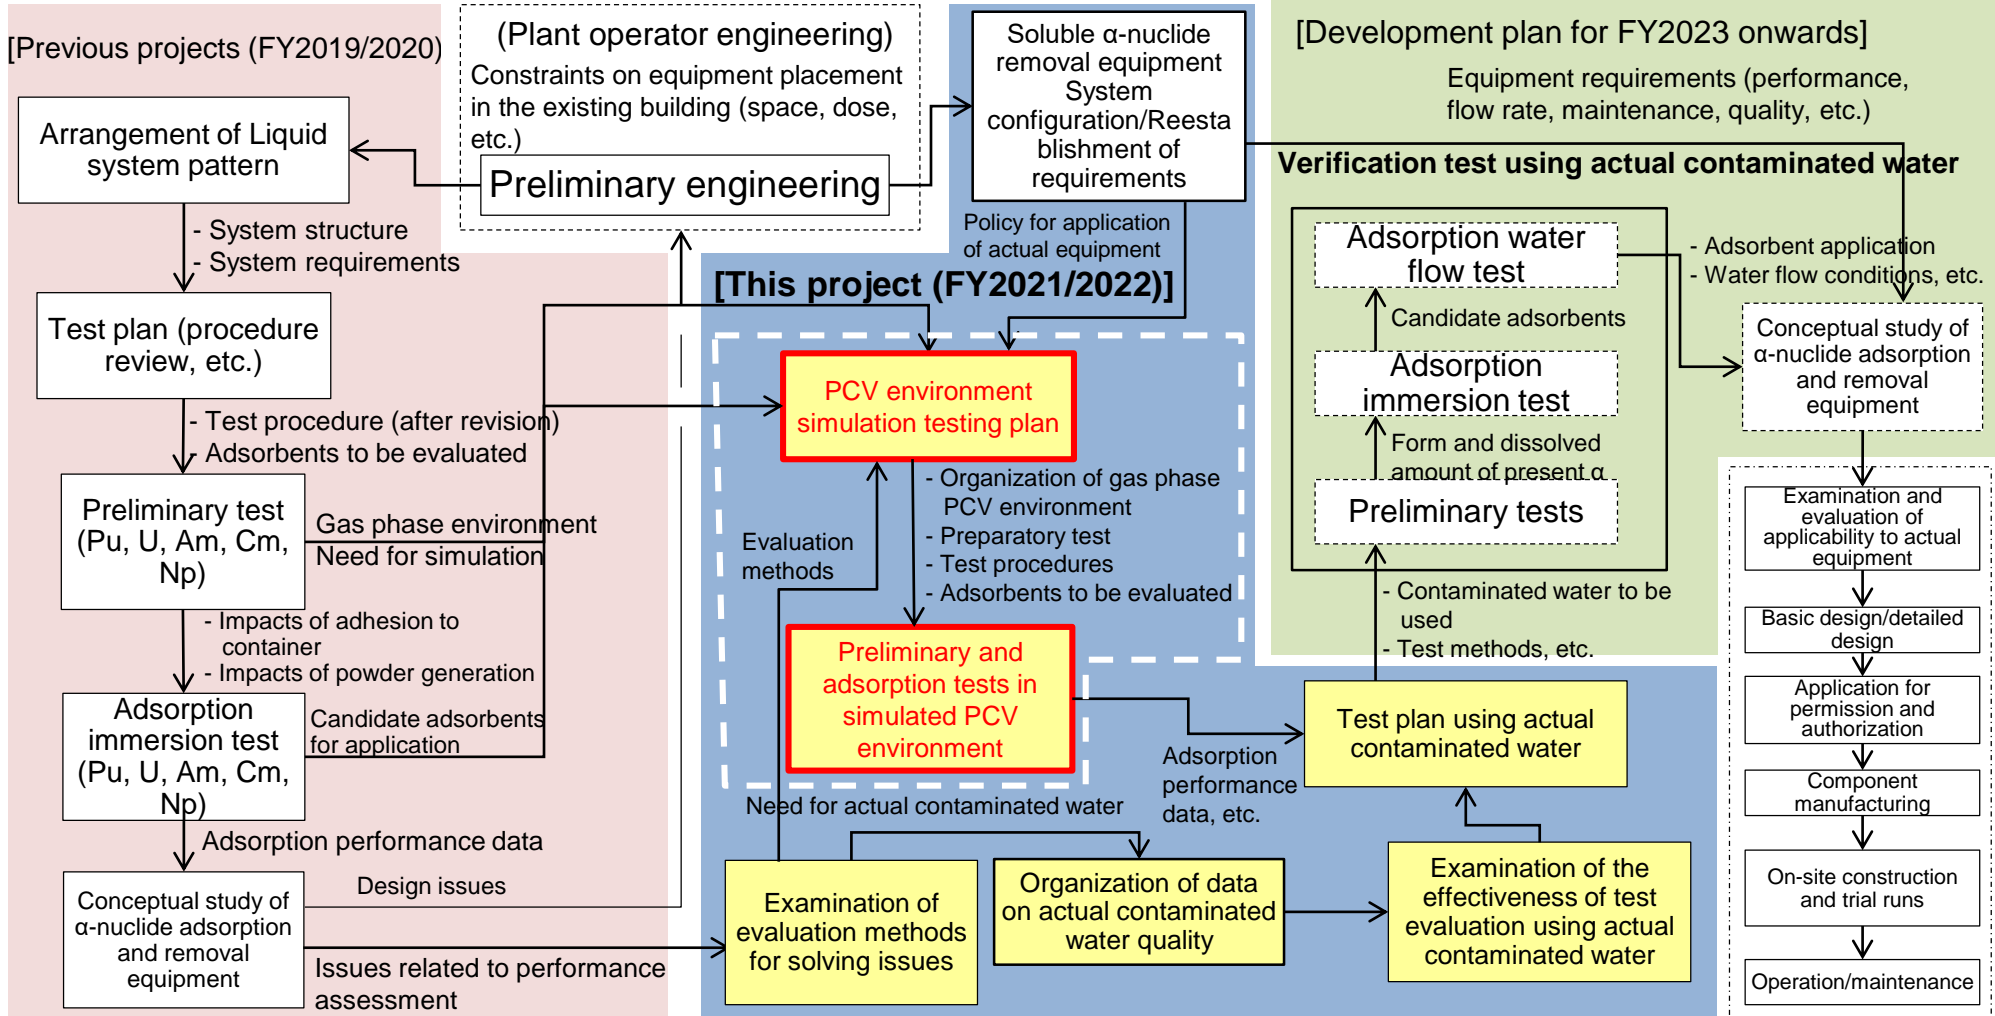 [Previous projects (FY2019/2020)
Arrangement of Liquid
system pattern
- System structure
- System requirements
Test plan (procedure
review, etc.)
- Test procedure (after revision)
- Adsorbents to be evaluated
Preliminary test
(Pu, U, Am, Cm,
Np)
Gas phase environment
Need for simulation
- Impacts of adhesion to
container
- Impacts of powder generation
Adsorption
immersion test
(Pu, U, Am, Cm,
Np)
Candidate adsorbents
for application
Adsorption performance data
Conceptual study of
α-nuclide adsorption
and removal
equipment
Design issues
Issues related to performance
assessment
(Plant operator engineering)
Constraints on equipment placement
in the existing building (space, dose,
etc.)
Preliminary engineering
Soluble α-nuclide
removal equipment
System
configuration/Reesta
blishment of
requirements
Policy for application
of actual equipment
[This project (FY2021/2022)]
PCV environment
simulation testing plan
Evaluation
methods
- Organization of gas phase
PCV environment
- Preparatory test
- Test procedures
- Adsorbents to be evaluated
Preliminary and
adsorption tests in
simulated PCV
environment
Need for actual contaminated water
Adsorption
performance
data, etc.
Examination of
evaluation methods
for solving issues
Organization of data
on actual contaminated
water quality
Examination of the
effectiveness of test
evaluation using actual
contaminated water
Test plan using actual
contaminated water
[Development plan for FY2023 onwards]
Equipment requirements (performance,
flow rate, maintenance, quality, etc.)
Verification test using actual contaminated water
Adsorption water
flow test
Candidate adsorbents
Adsorption
immersion test
Form and dissolved
amount of present α
Preliminary tests
- Contaminated water to be
used
- Test methods, etc.
- Adsorbent application
- Water flow conditions, etc.
Conceptual study of
α-nuclide adsorption
and removal
equipment
Examination and
evaluation of
applicability to actual
equipment
Basic design/detailed
design
Application for
permission and
authorization
Component
manufacturing
On-site construction
and trial runs
Operation/maintenance